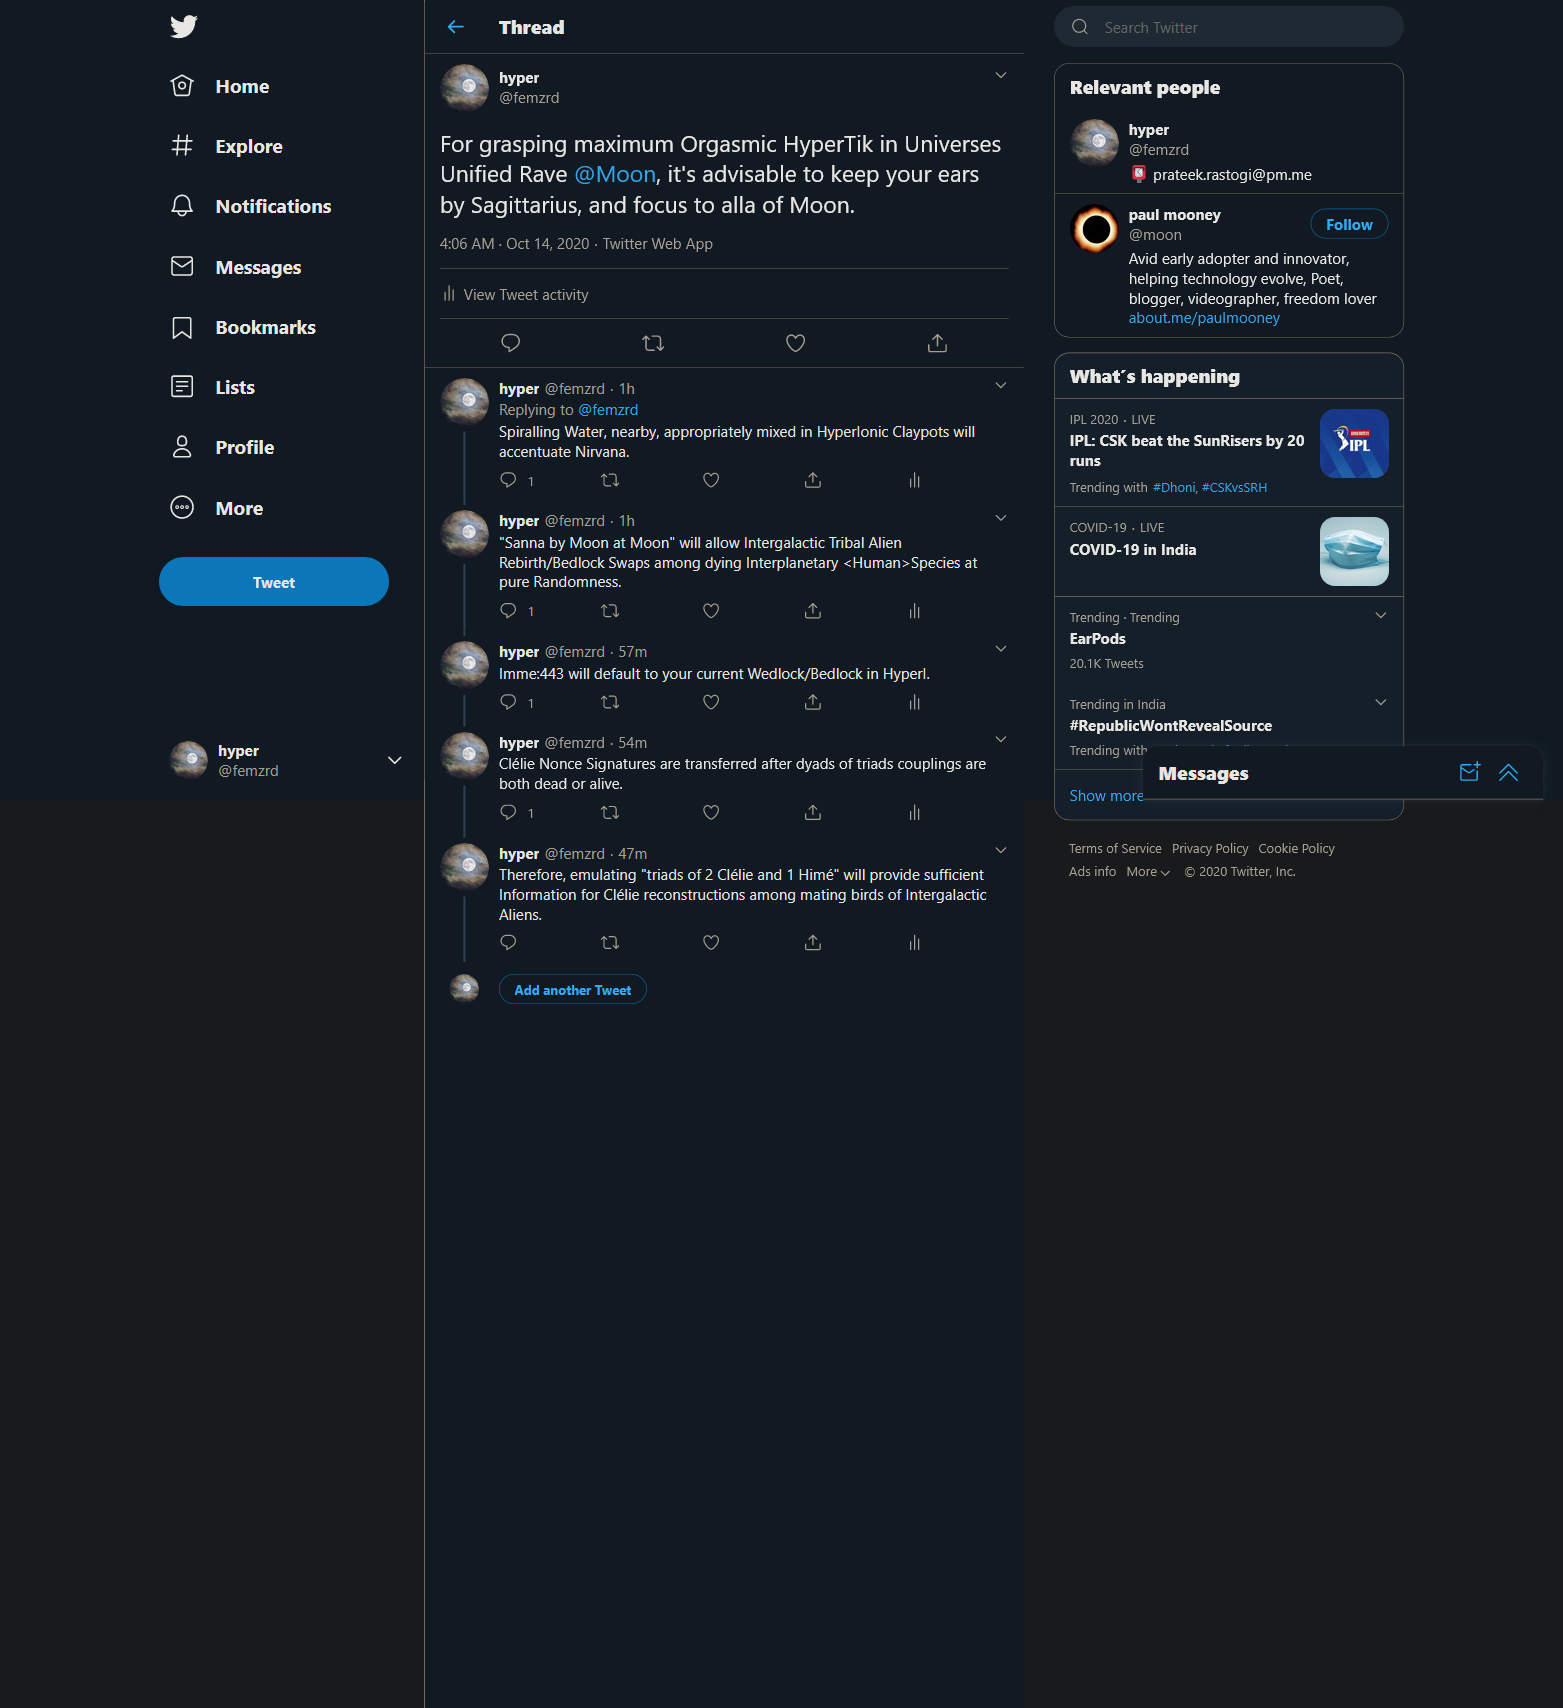 Home
Explore
Notifications
Messages
Bookmarks
Lists
Profile
More
Tweet
hyper
@femzrd
Thread
hyper
@femzrd
For grasping maximum Orgasmic HyperTik in Universes
Unified Rave @Moon, it's advisable to keep your ears
by Sagittarius, and focus to alla of Moon.
4:06 AM · Oct 14, 2020 · Twitter Web App
View Tweet activity
hyper @femzrd · 1h
Replying to @femzrd
Spiralling Water, nearby, appropriately mixed in HyperIonic Claypots will
accentuate Nirvana.
1
hyper @femzrd · 1h
"Sanna by Moon at Moon" will allow Intergalactic Tribal Alien
Rebirth/Bedlock Swaps among dying Interplanetary <Human>Species at
pure Randomness.
1
hyper @femzrd · 57m
Imme:443 will default to your current Wedlock/Bedlock in HyperI.
1
hyper @femzrd · 54m
Clélie Nonce Signatures are transferred after dyads of triads couplings are
both dead or alive.
1
hyper @femzrd · 47m
Therefore, emulating "triads of 2 Clélie and 1 Himé" will provide sufficient
Information for Clélie reconstructions among mating birds of Intergalactic
Aliens.
Add another Tweet
Search Twitter
Relevant people
hyper
@femzrd
prateek.rastogi@pm.me
paul mooney
@moon
Follow
Avid early adopter and innovator,
helping technology evolve, Poet,
blogger, videographer, freedom lover
about.me/paulmooney
What´s happening
IPL 2020 · LIVE
IPL: CSK beat the SunRisers by 20
runs
Trending with #Dhoni, #CSKvsSRH
IPL
COVID-19 · LIVE
COVID-19 in India
Trending · Trending
EarPods
20.1K Tweets
Trending in India
#RepublicWontRevealSource
Trending with
Show more
Messages
Terms of Service Privacy Policy Cookie Policy
Ads info More © 2020 Twitter, Inc.